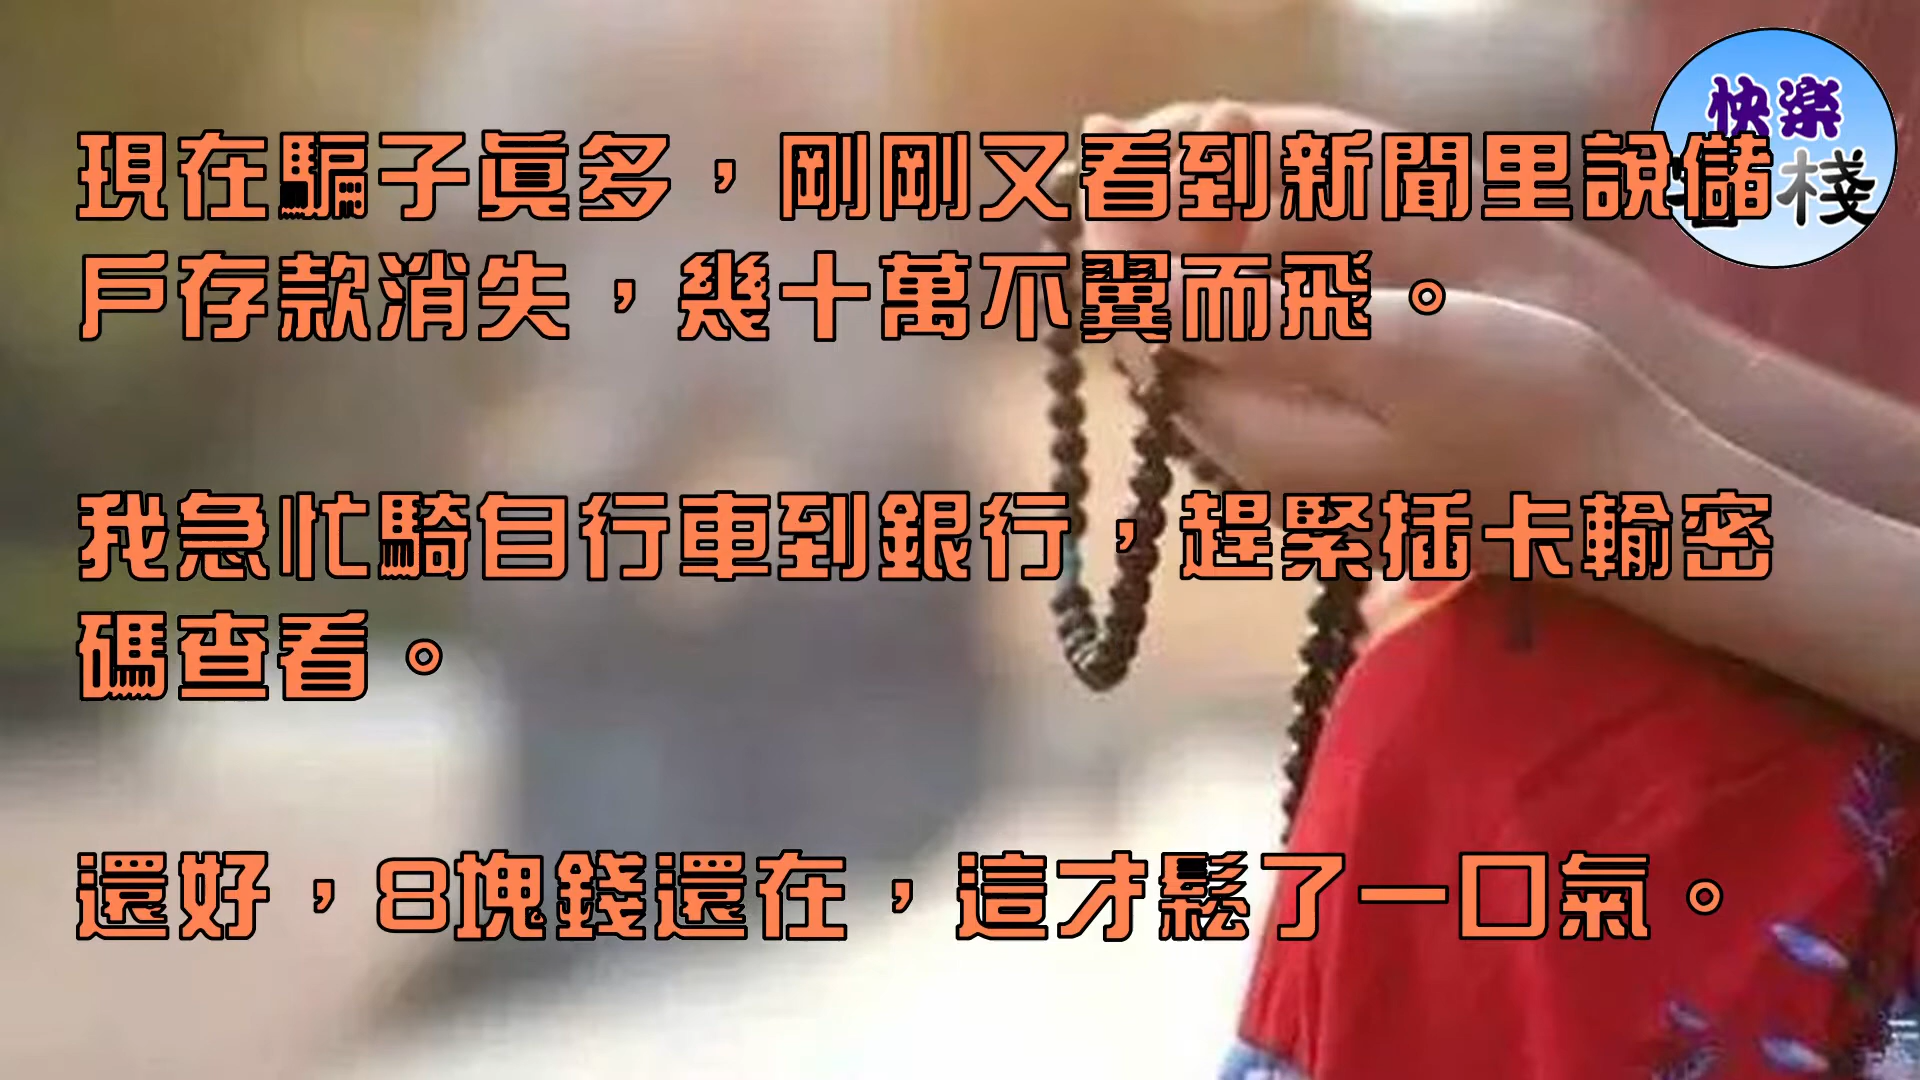 快樂
栈
現在騙子眞多，剛剛又看到新聞里說儲
戶存款消失，幾十萬不翼而飛。
我急忙騎自行車到銀行，趕緊插卡輸密
碼查看。
還好，8塊錢還在，這才鬆了一口氣。